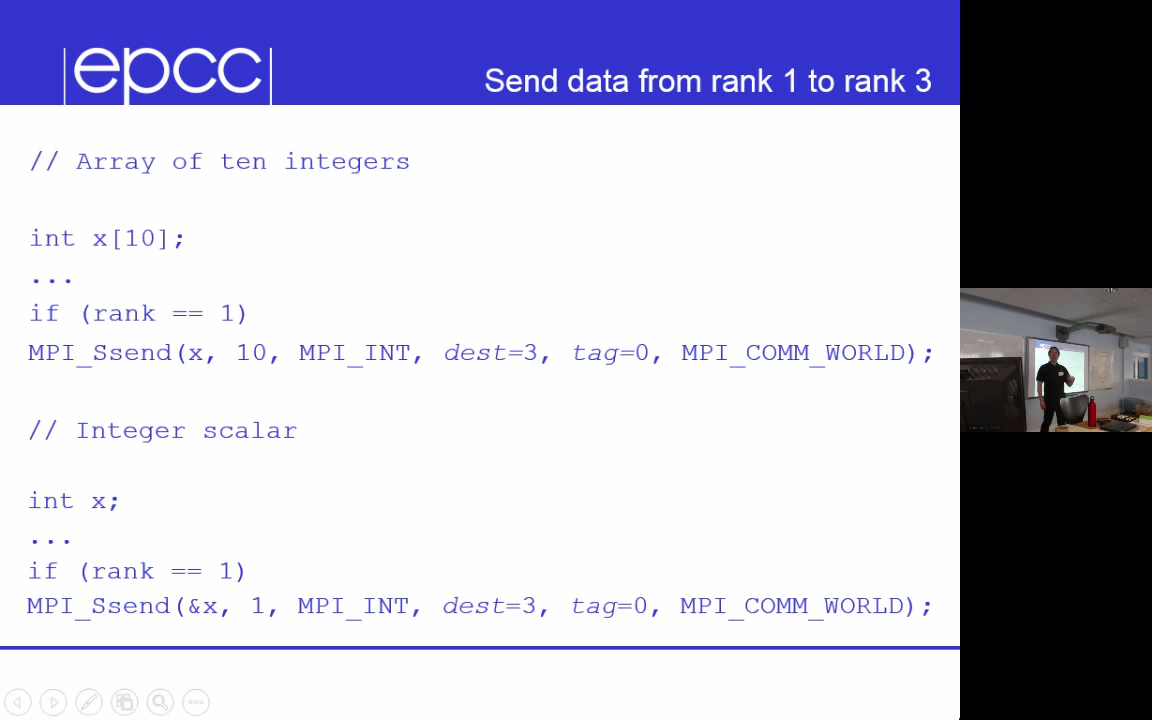 epcc
Send data from rank 1 to rank 3
// Array of ten integers
int x[10];
...
if (rank == 1)
MPI_Ssend(x, 10, MPI_INT, dest=3, tag=0, MPI_COMM_WORLD);
// Integer scalar
int x;
...
if (rank == 1)
MPI_Ssend(&x, 1, MPI_INT, dest=3, tag=0, MPI_COMM_WORLD);